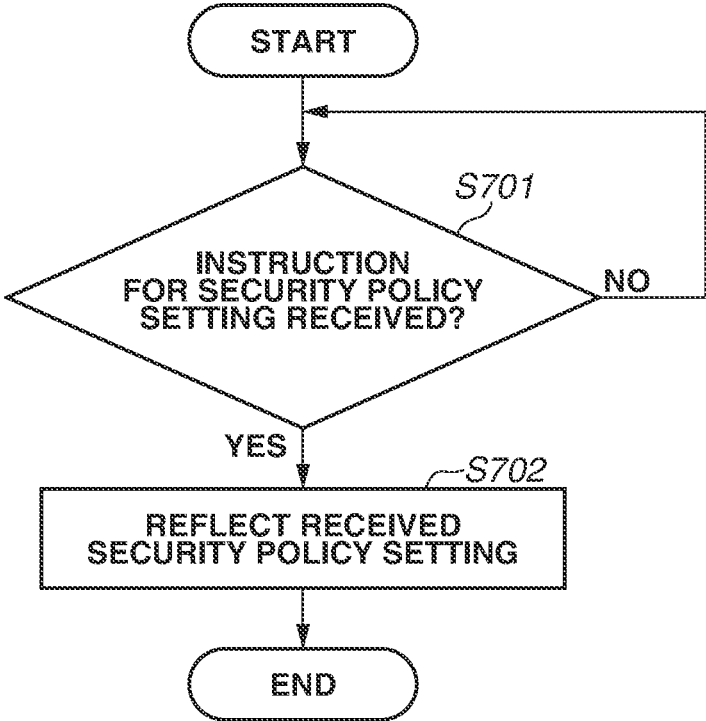 START
S701
INSTRUCTION
FOR SECURITY POLICY
SETTING RECEIVED?
NO
YES
S702
REFLECT RECEIVED
SECURITY POLICY SETTING
END